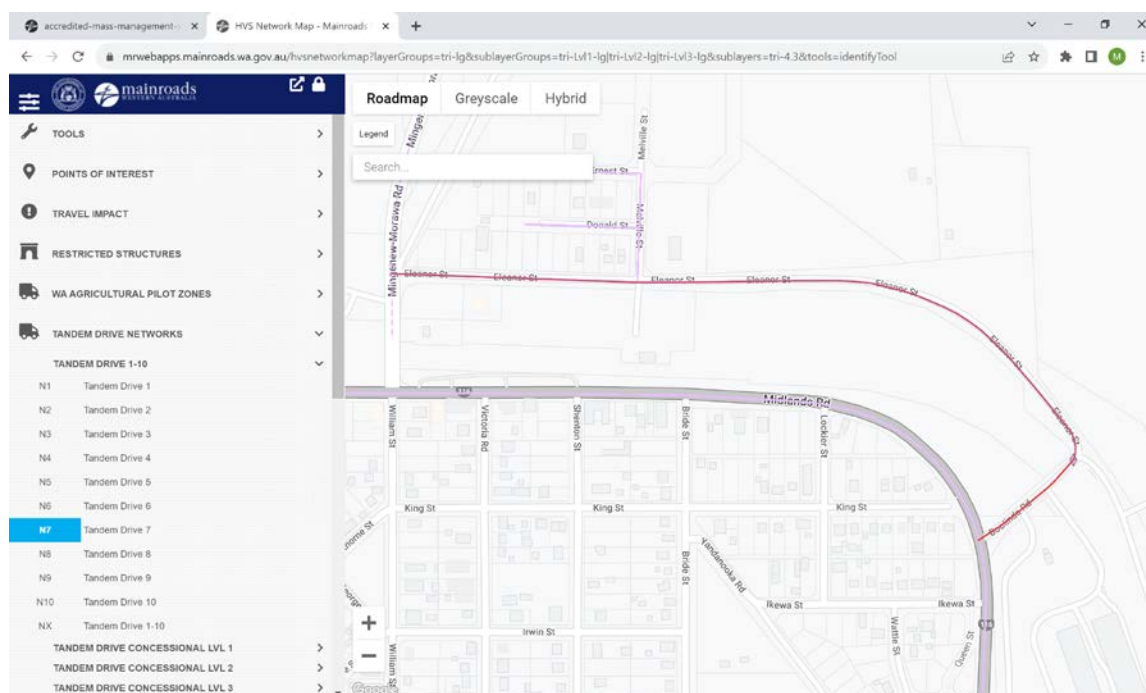 accredited-mass-management-
HVS Network Map - Mainroads
mrwebapps.mainroads.wa.gov.au/hvsnetworkmap?layerGroups=tri-lg&sublayerGroups=tri-Lvl1-lg|tri-Lvl2-lg|tri-Lvl3-lg&sublayers=tri-4.3&tools=identifyTool
M
mainroads
WESTERN AUSTRALIA
TOOLS
POINTS OF INTEREST
TRAVEL IMPACT
RESTRICTED STRUCTURES
WA AGRICULTURAL PILOT ZONES
TANDEM DRIVE NETWORKS
TANDEM DRIVE 1-10
N1 Tandem Drive 1
N2 Tandem Drive 2
N3 Tandem Drive 3
N4 Tandem Drive 4
N5 Tandem Drive 5
N6 Tandem Drive 6
N7 Tandem Drive 7
N8 Tandem Drive 8
N9 Tandem Drive 9
N10 Tandem Drive 10
NX Tandem Drive 1-10
TANDEM DRIVE CONCESSIONAL LVL 1
TANDEM DRIVE CONCESSIONAL LVL 2
TANDEM DRIVE CONCESSIONAL LVL 3
Roadmap Greyscale Hybrid
Legend
Search...
Melville St
Ernest St
Donald St
Melville St
Mingenew-Morawa Rd
Eleanor St
Eleanor St
Eleanor St
Eleanor St
Eleanor St
Eleanor St
Eleanor St
Midlands Rd
William St
Victoria Rd
Shenton St
Bride St
Lockier St
King St
King St
King St
Yandanooka Rd
Bride St
Ikewa St
Ikewa St
Wattle St
Queen St
Irwin St
William St
Google